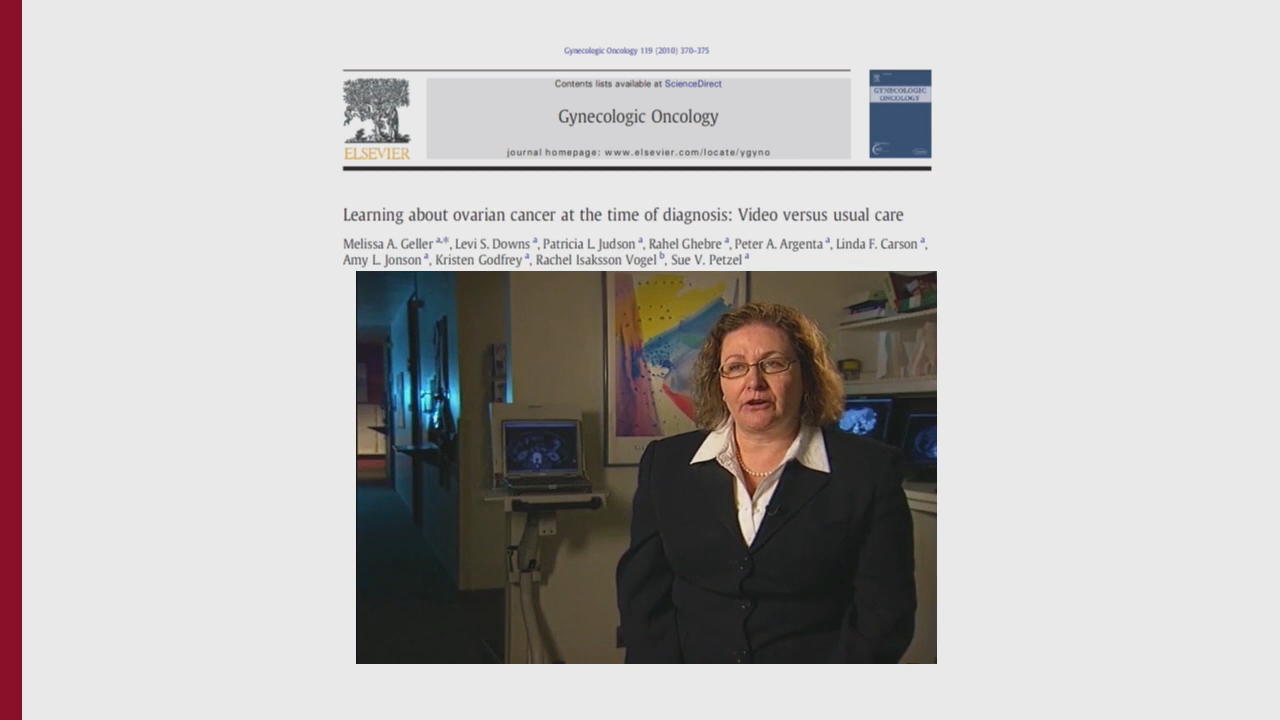 Gynecologic Oncology 119 (2010) 370–375
Contents lists available at ScienceDirect
Gynecologic Oncology
journal homepage: www.elsevier.com/locate/ygyno
ELSEVIER
GYNECOLOGIC
ONCOLOGY
Learning about ovarian cancer at the time of diagnosis: Video versus usual care
Melissa A. Geller a,*, Levi S. Downs a, Patricia L. Judson a, Rahel Ghebre a, Peter A. Argenta a, Linda F. Carson a,
Amy L. Jonson a, Kristen Godfrey a, Rachel Isaksson Vogel b, Sue V. Petzel a